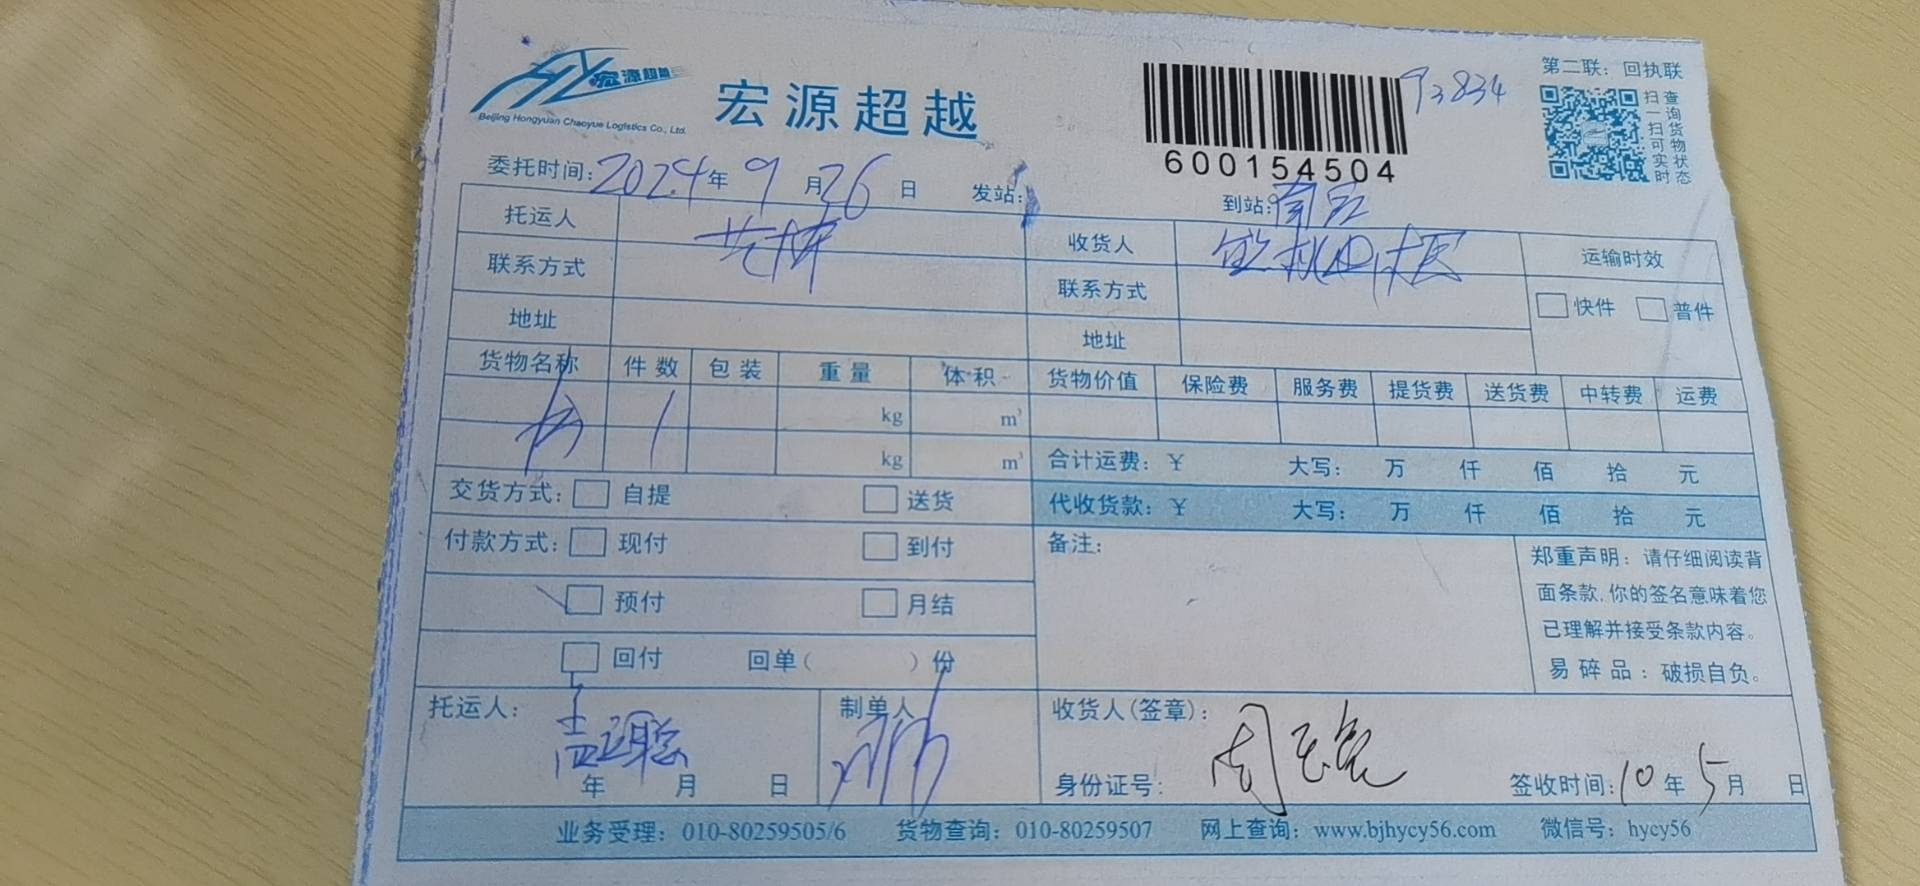 宏源超越
Beijing Hongyuan Chaoyue Logistics Co., Ltd.
宏源超越
600154504
93834
第二联：回执联
扫一扫可实时
查询货物状态
委托时间：2024年9月26日 发站： 到站：
托运人 收货人 运输时效
联系方式 联系方式 快件 普件
地址 地址
货物名称 件数 包装 重量 体积 货物价值 保险费 服务费 提货费 送货费 中转费 运费
1 kg m³
kg m³ 合计运费：¥ 大写： 万 仟 佰 拾 元
交货方式： 自提 送货 代收货款：¥ 大写： 万 仟 佰 拾 元
付款方式： 现付 到付 备注：
预付 月结
回付 回单（ ）份
郑重声明：请仔细阅读背
面条款,你的签名意味着您
已理解并接受条款内容。
易碎品：破损自负。
托运人： 孟聪 制单人 收货人(签章)：
年 月 日 身份证号： 签收时间：10年5月 日
业务受理：010-80259505/6 货物查询：010-80259507 网上查询：www.bjhycy56.com 微信号：hycy56